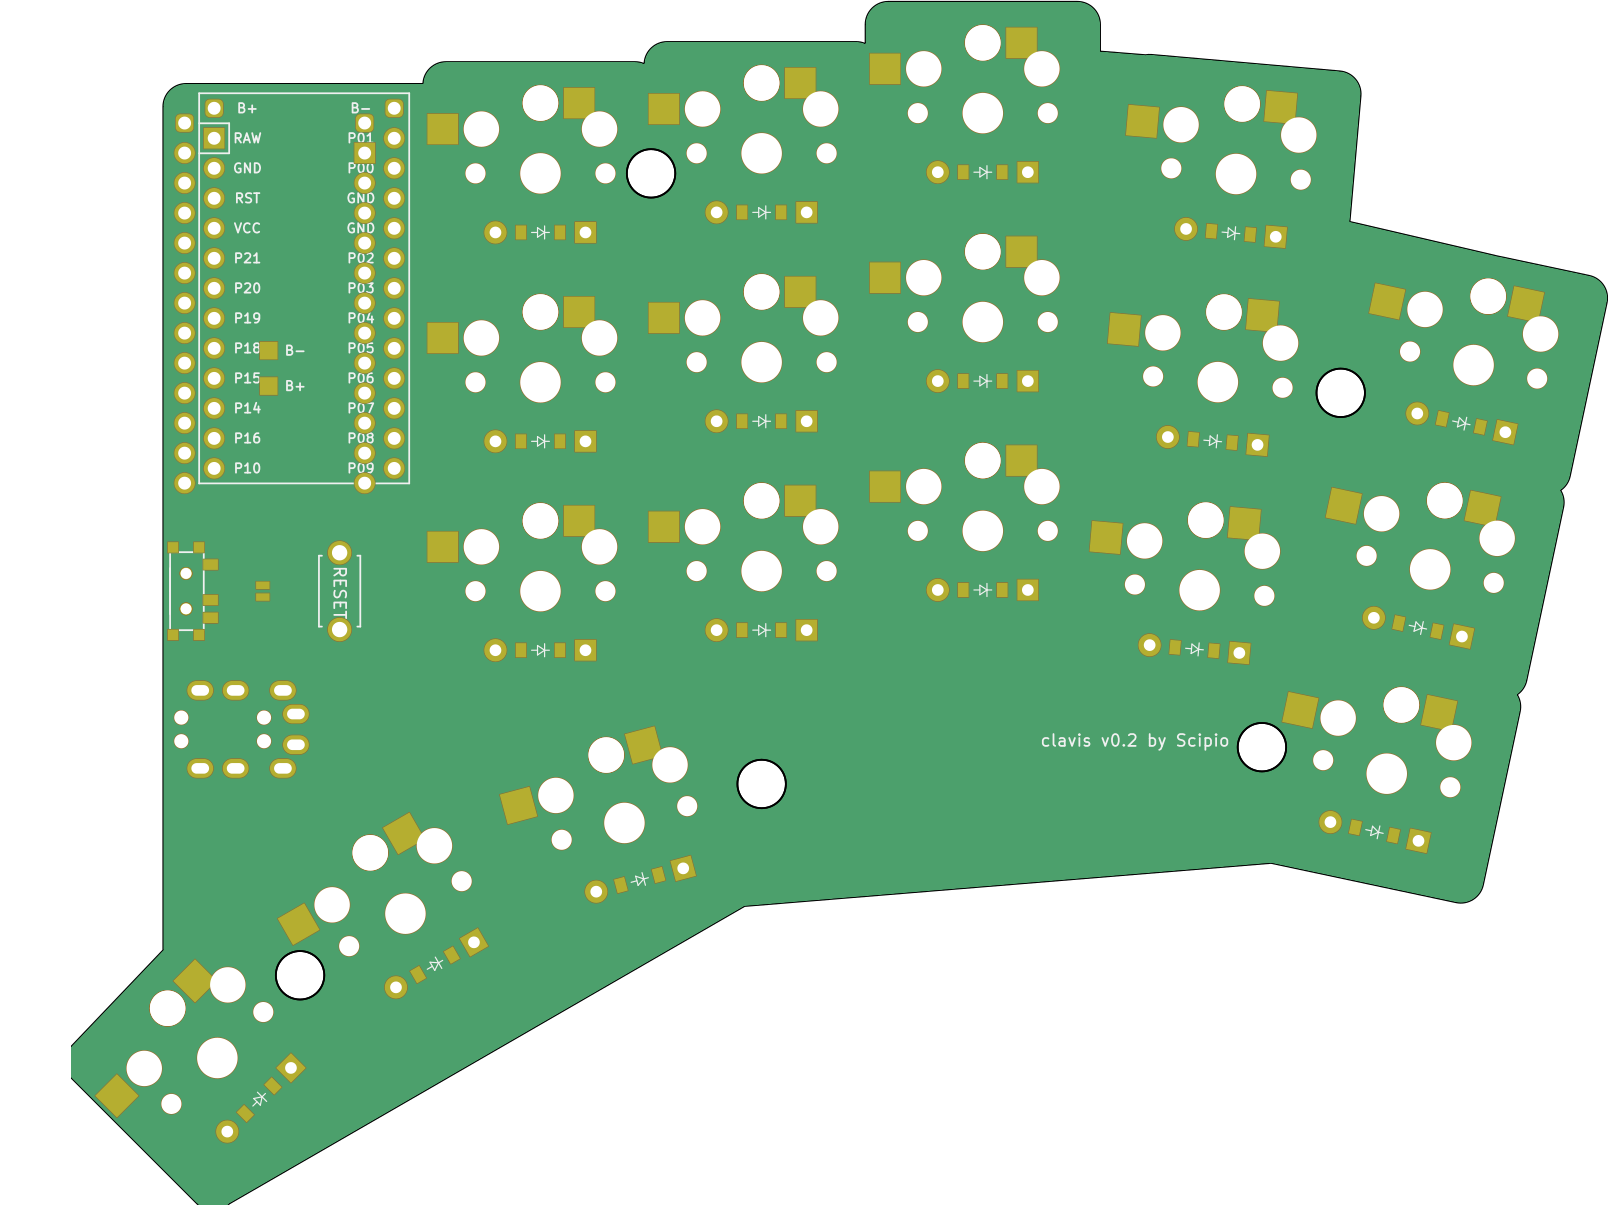 B+ B-
RAW P01
GND P00
RST GND
VCC GND
P21 P02
P20 P03
P19 P04
P18 B- P05
P15 B+ P06
P14 P07
P16 P08
P10 P09
RESET
clavis v0.2 by Scipio